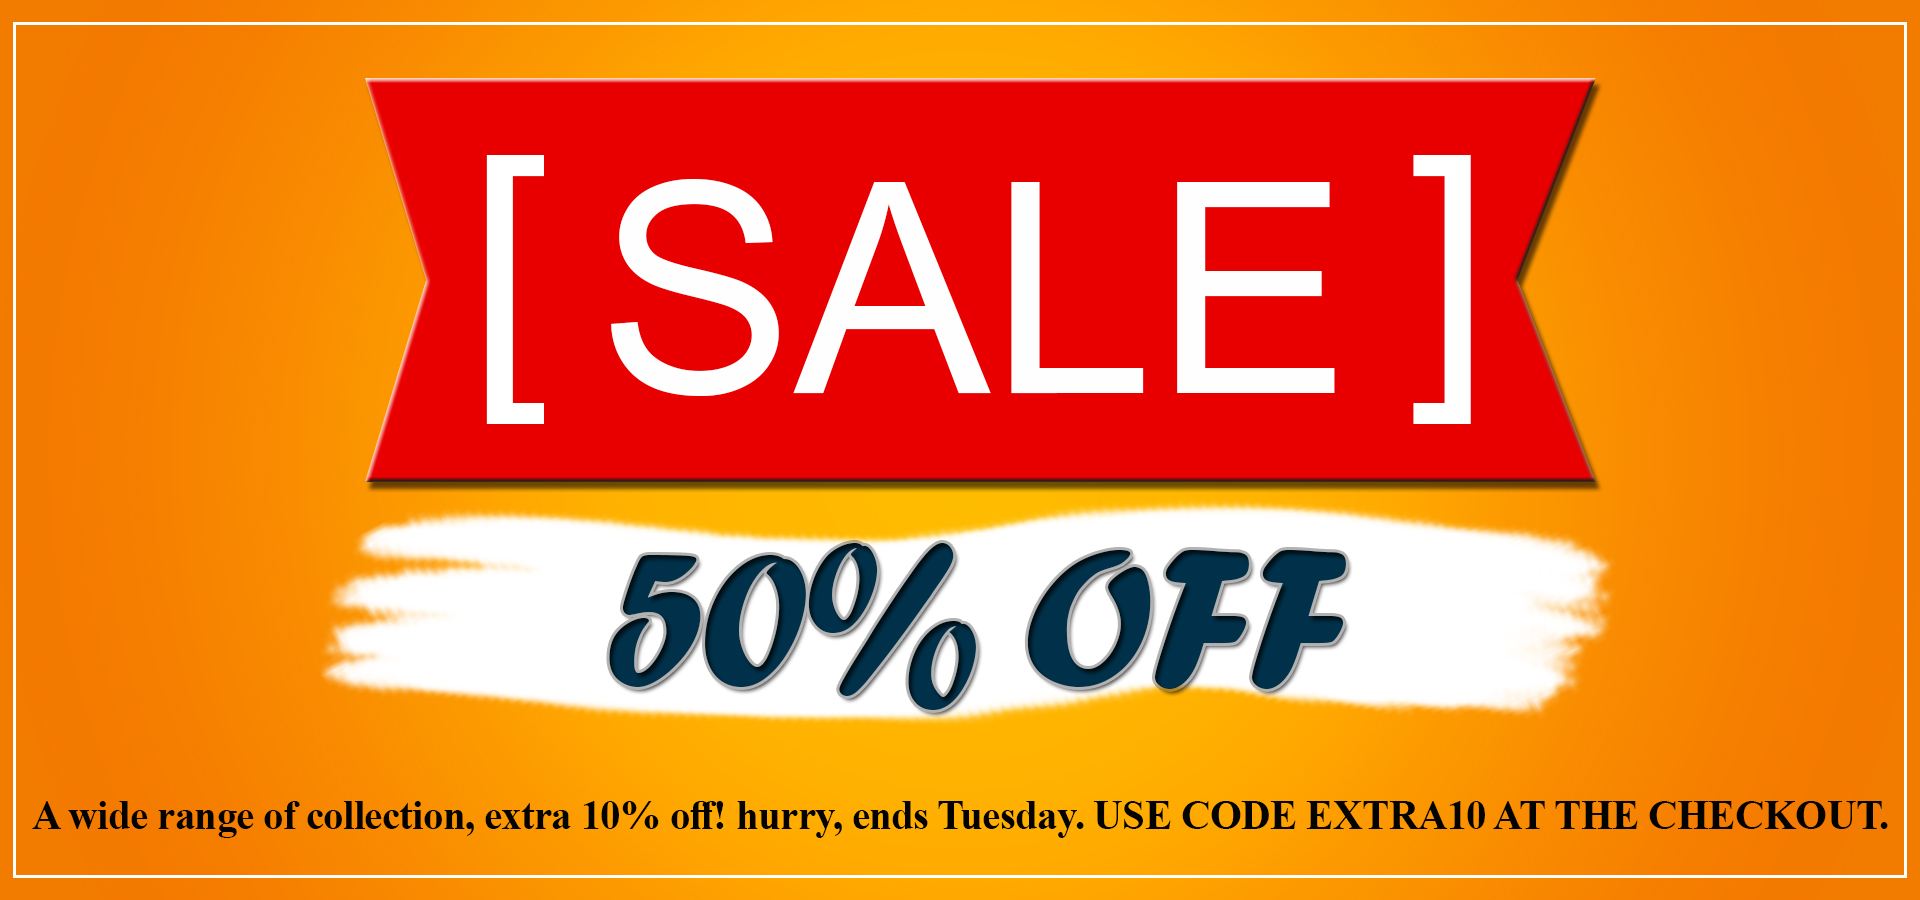 [ SALE ]
50% OFF
A wide range of collection, extra 10% off! hurry, ends Tuesday. USE CODE EXTRA10 AT THE CHECKOUT.